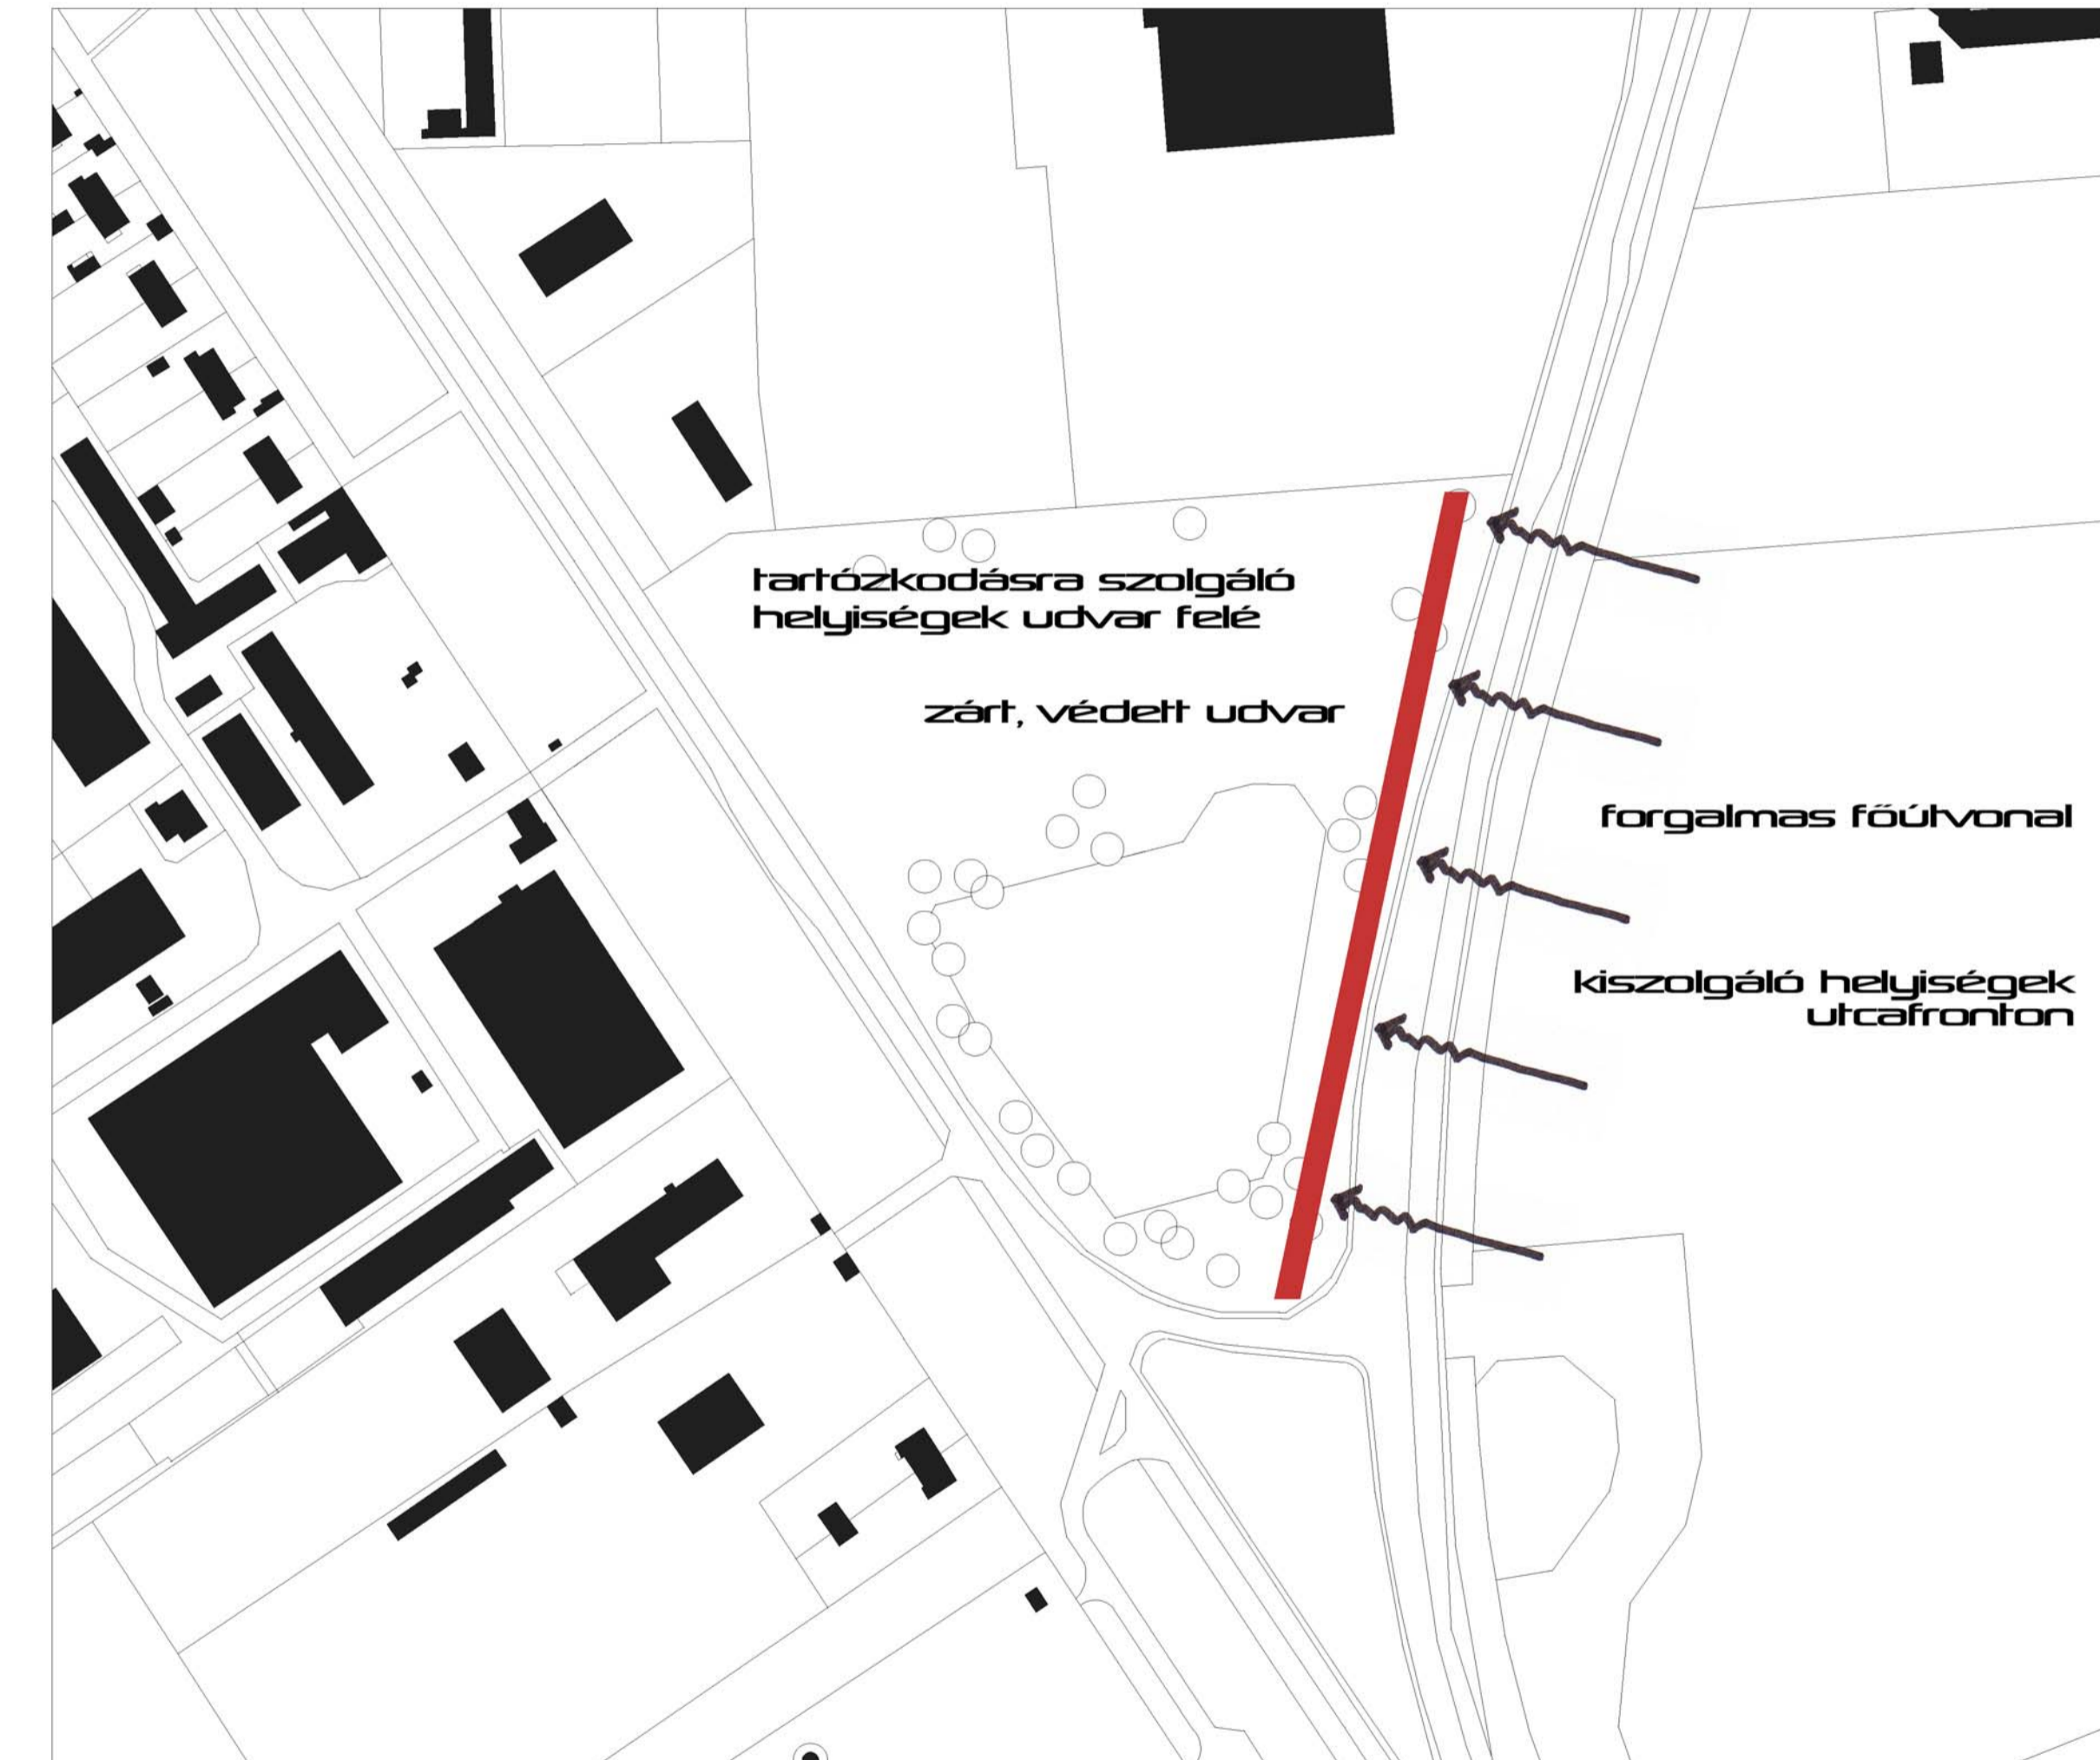 tartózkodásra szolgáló
helyiségek udvar felé
zárt, védett udvar
forgalmas főútvonal
kiszolgáló helyiségek
utcafronton